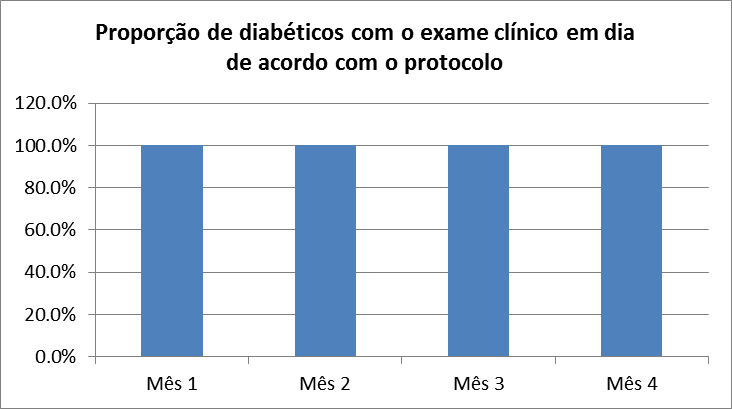 Proporção de diabéticos com o exame clínico em dia
de acordo com o protocolo
120.0%
100.0%
80.0%
60.0%
40.0%
20.0%
0.0%
Mês 1 Mês 2 Mês 3 Mês 4